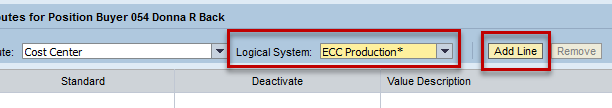 utes for Position Buyer 054 Donna R Back
ute: Cost Center Logical System: ECC Production* Add Line Remove
Standard Deactivate Value Description